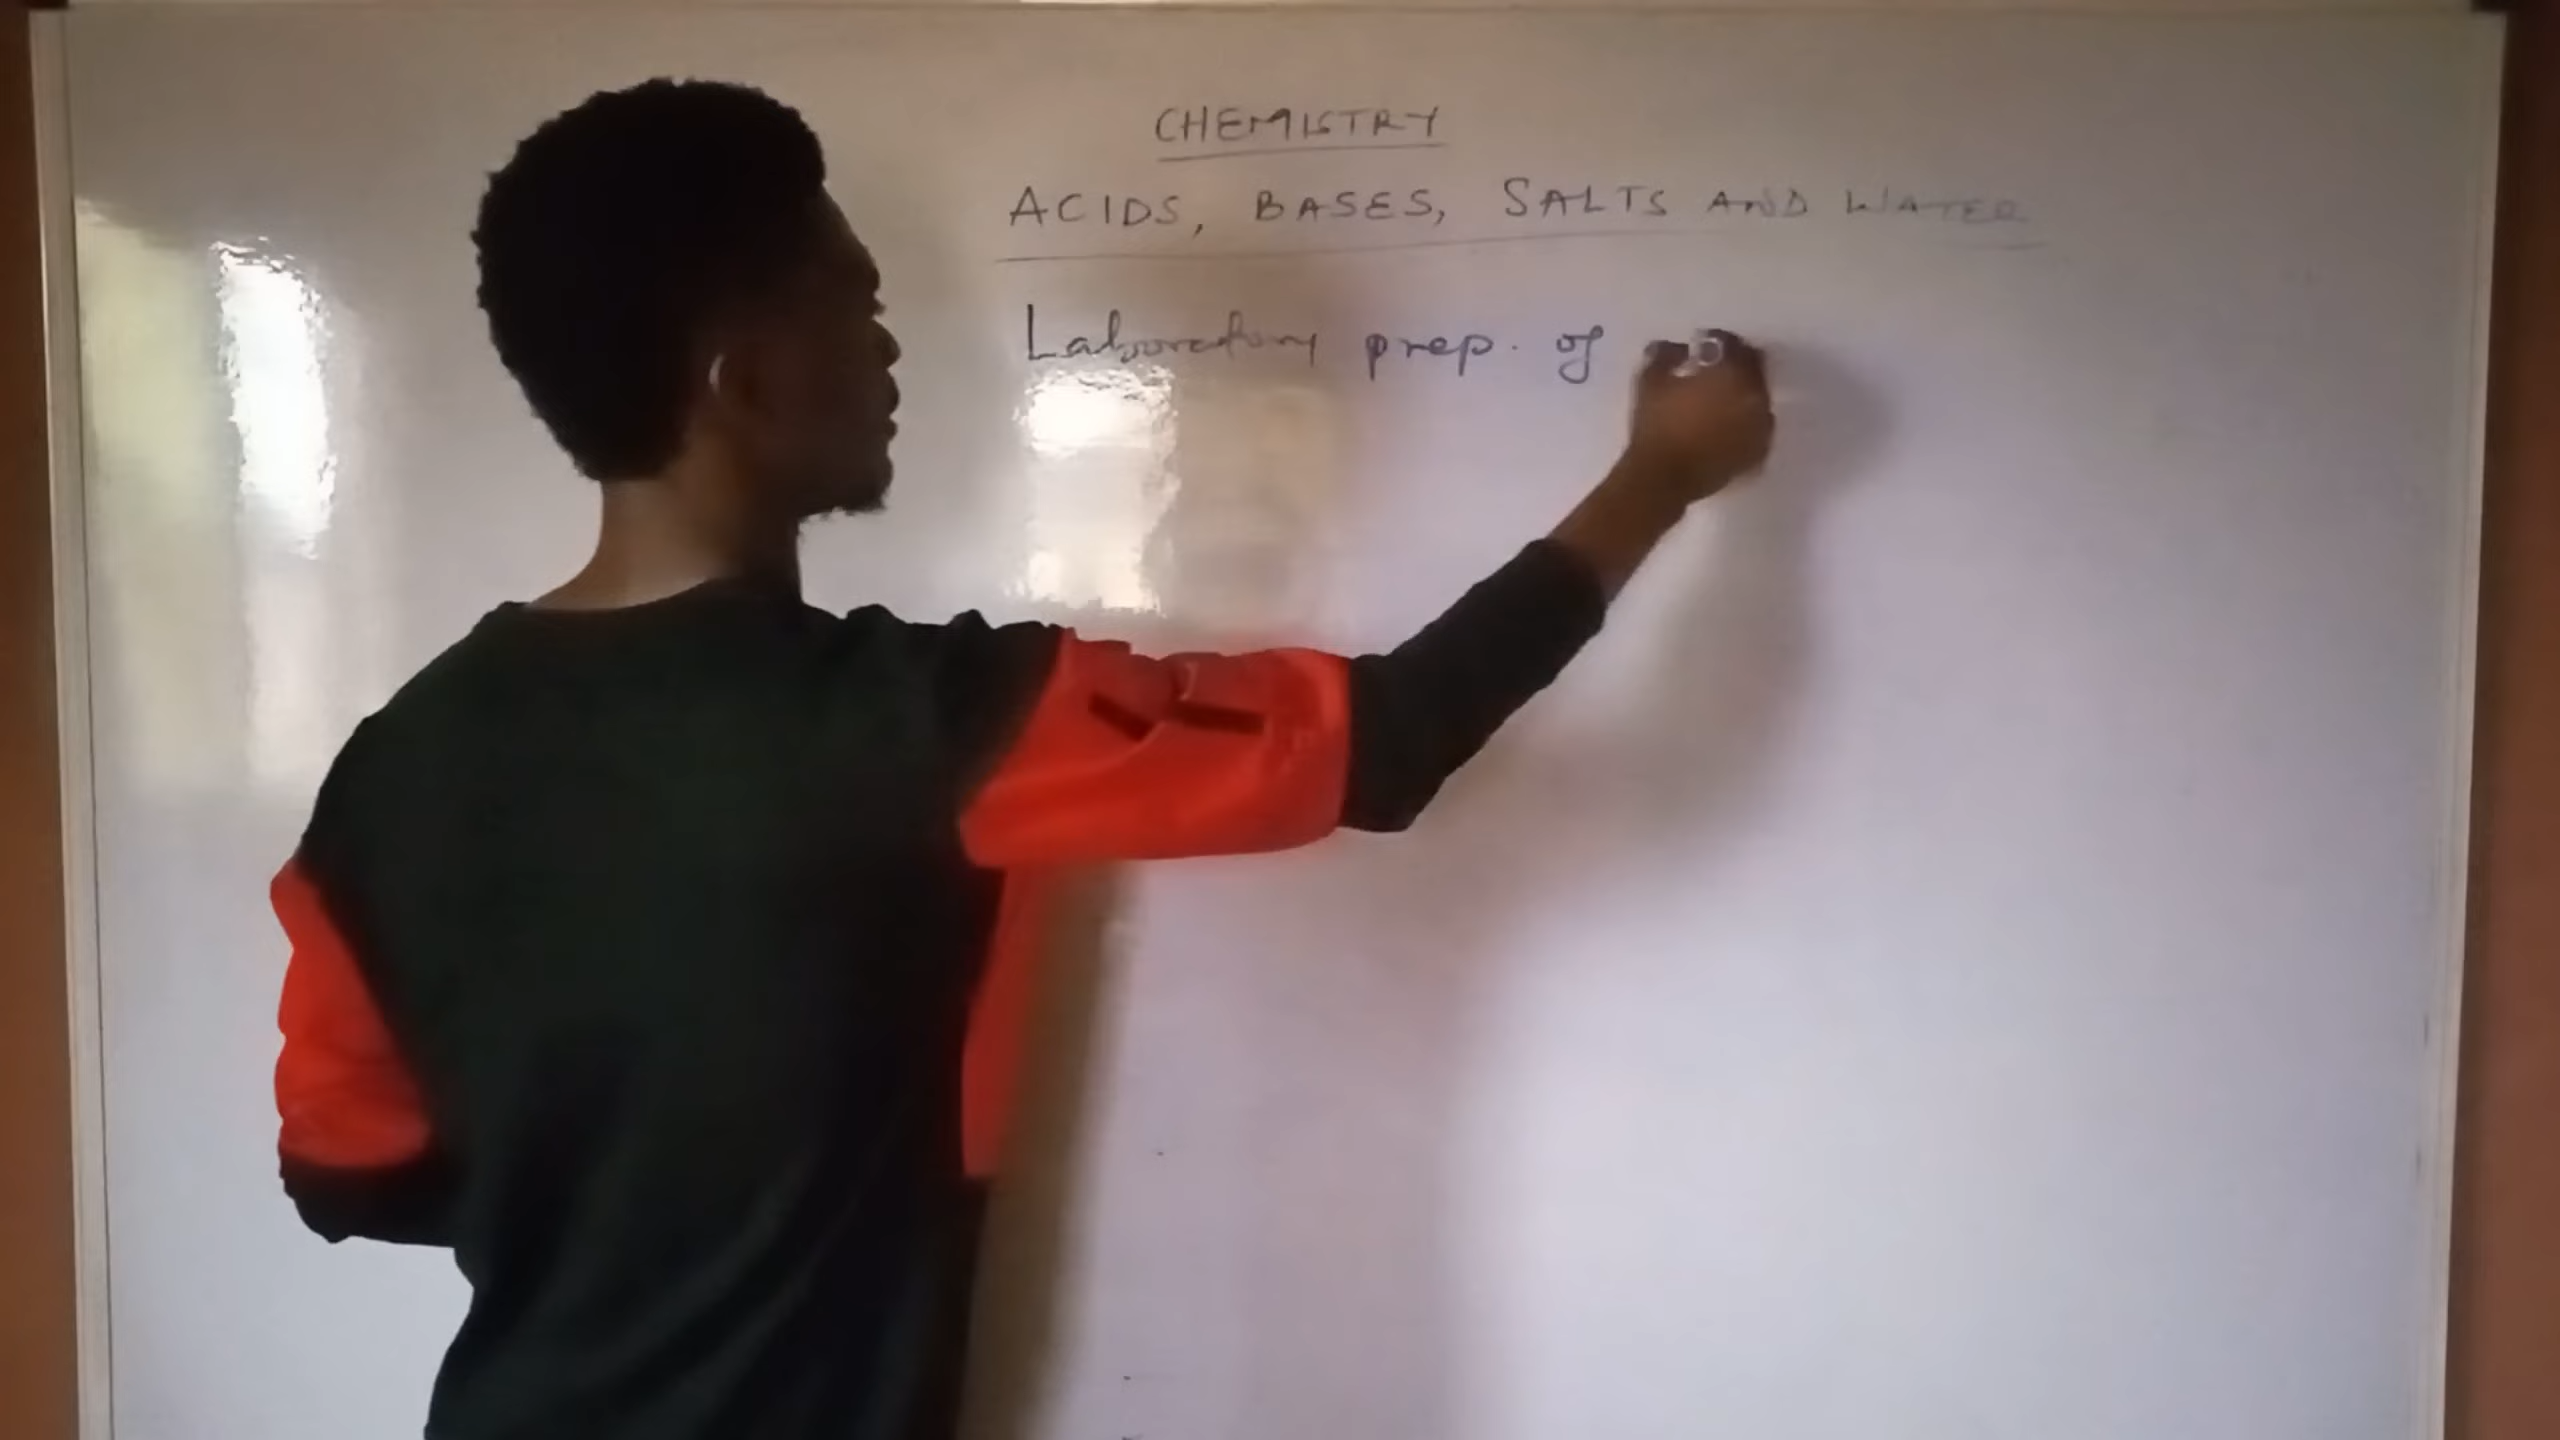 CHEMISTRY
ACIDS, BASES, SALTS AND WATER
Laboratory prep. of